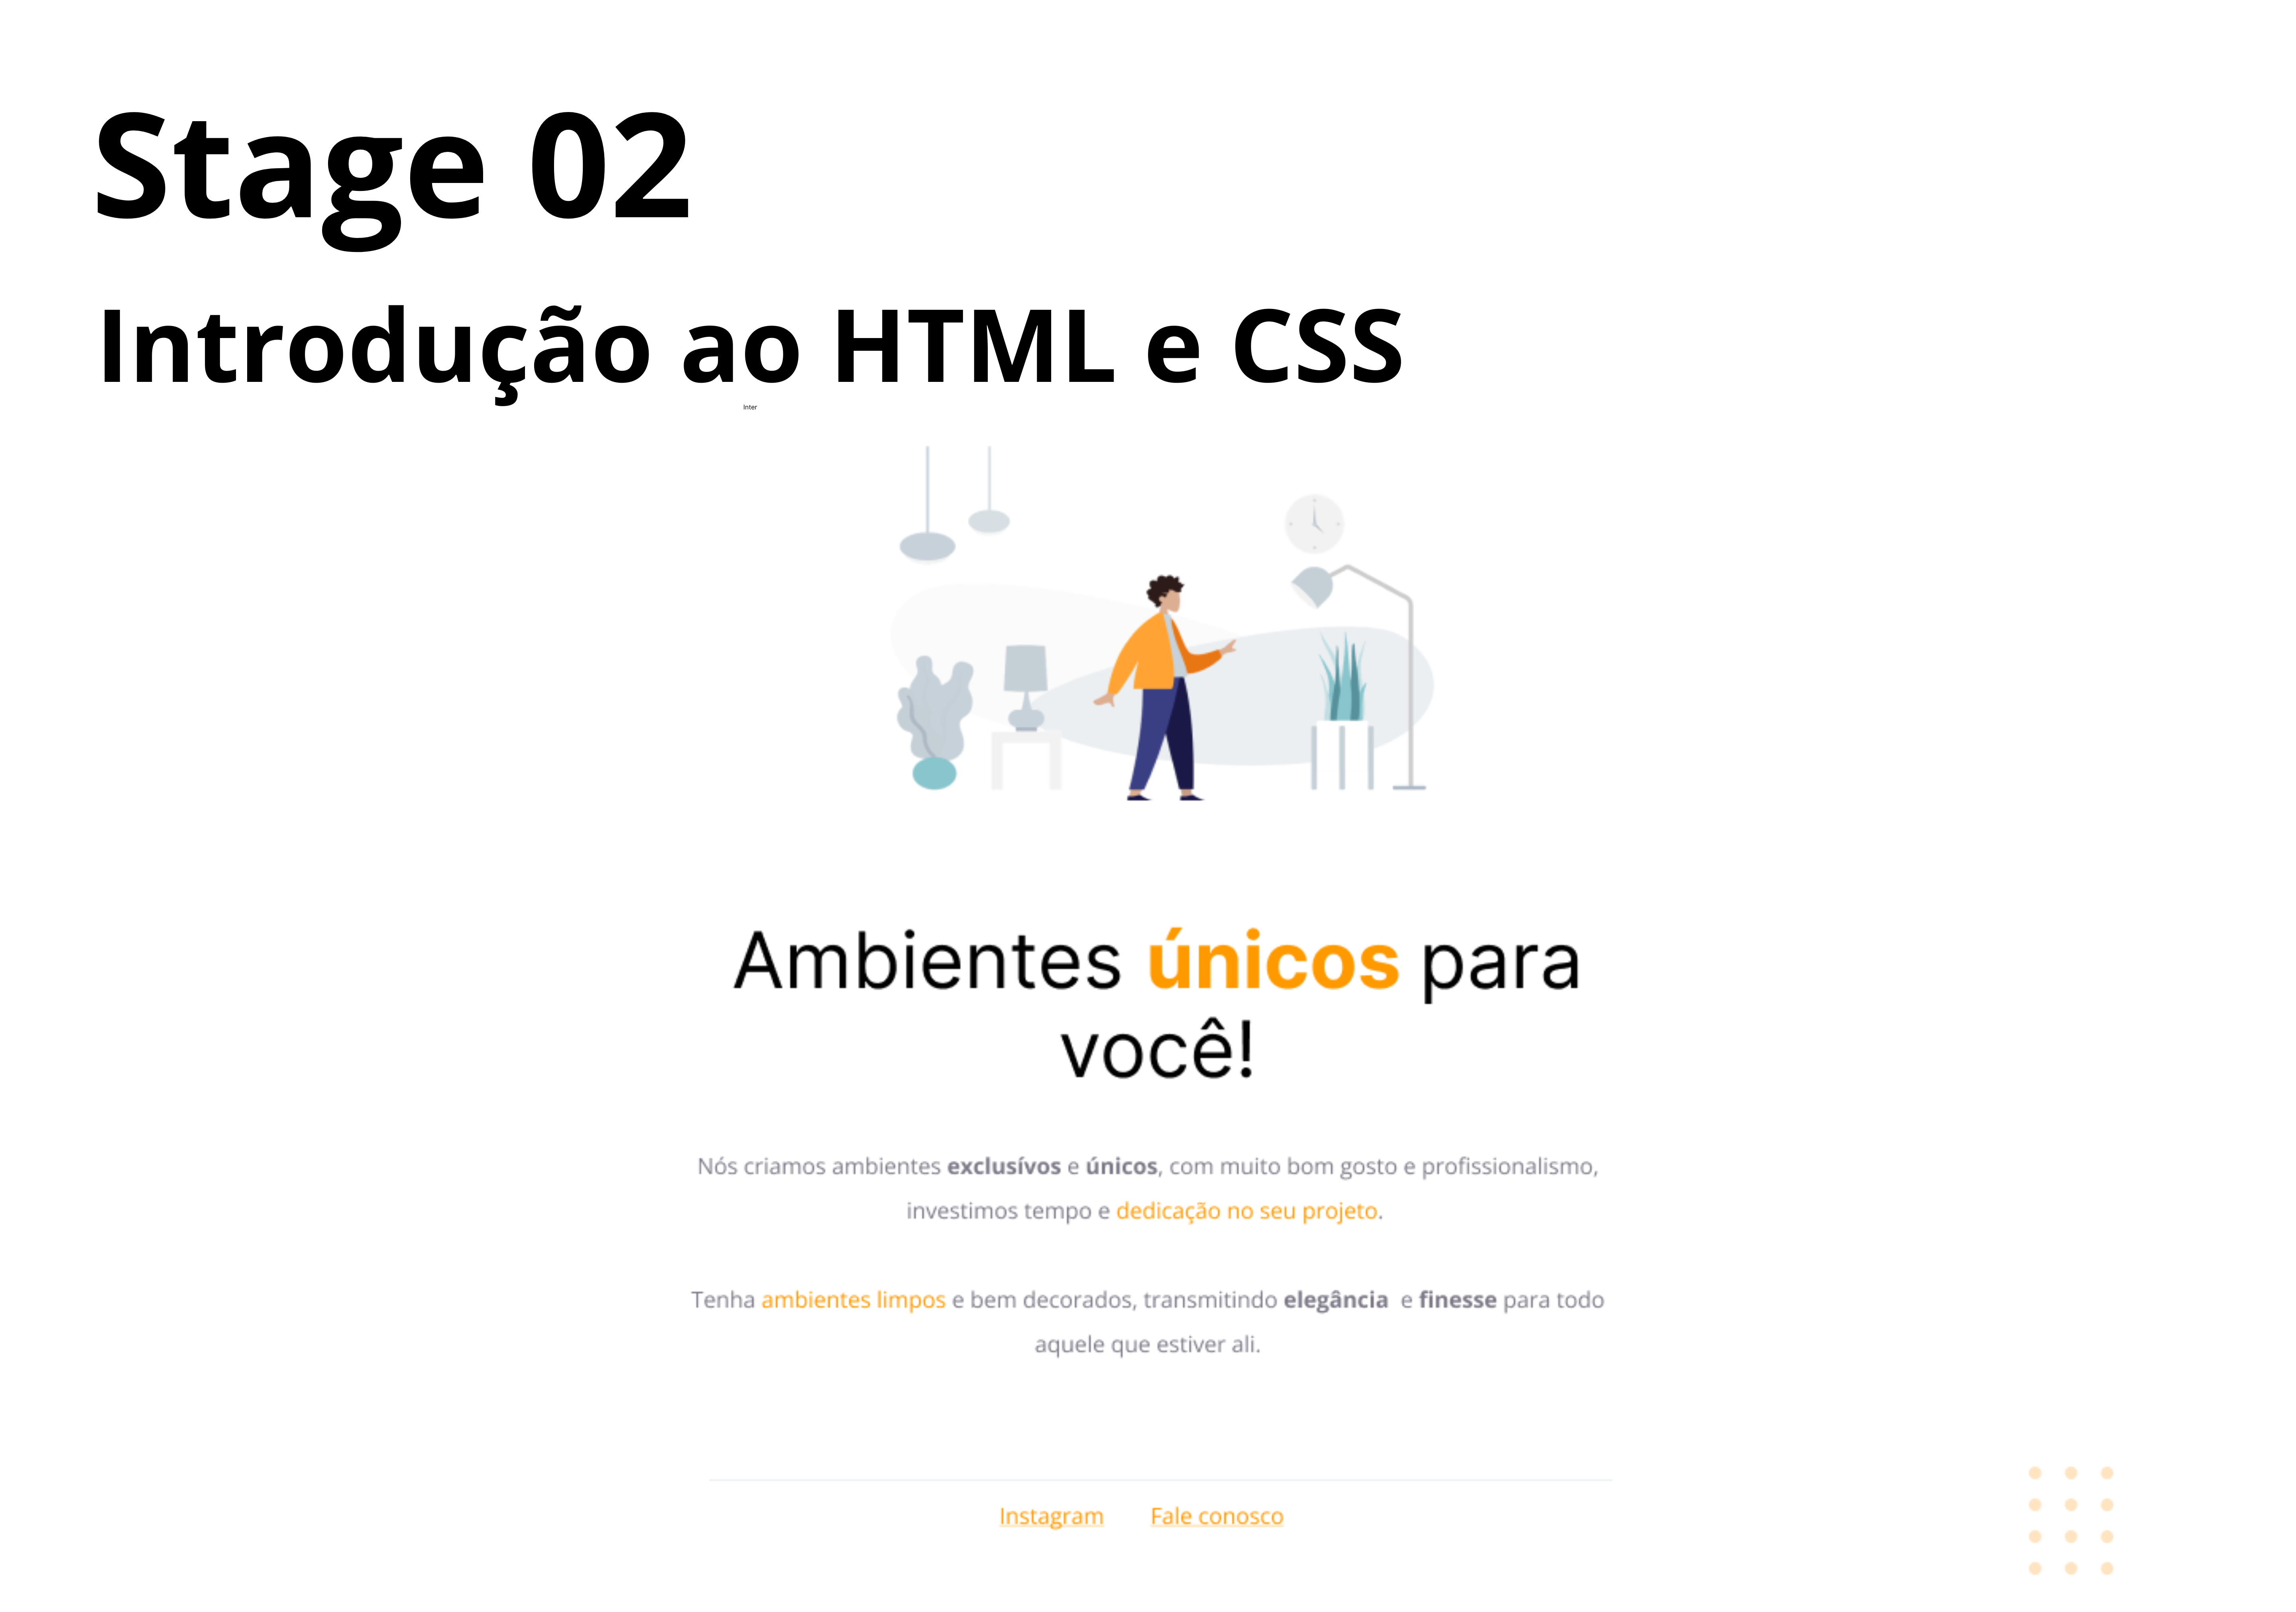 Stage 02
Introdução ao HTML e CSS
Inter
Ambientes únicos para
você!
Nós criamos ambientes exclusívos e únicos, com muito bom gosto e profissionalismo,
investimos tempo e dedicação no seu projeto.
Tenha ambientes limpos e bem decorados, transmitindo elegância e finesse para todo
aquele que estiver ali.
Instagram Fale conosco